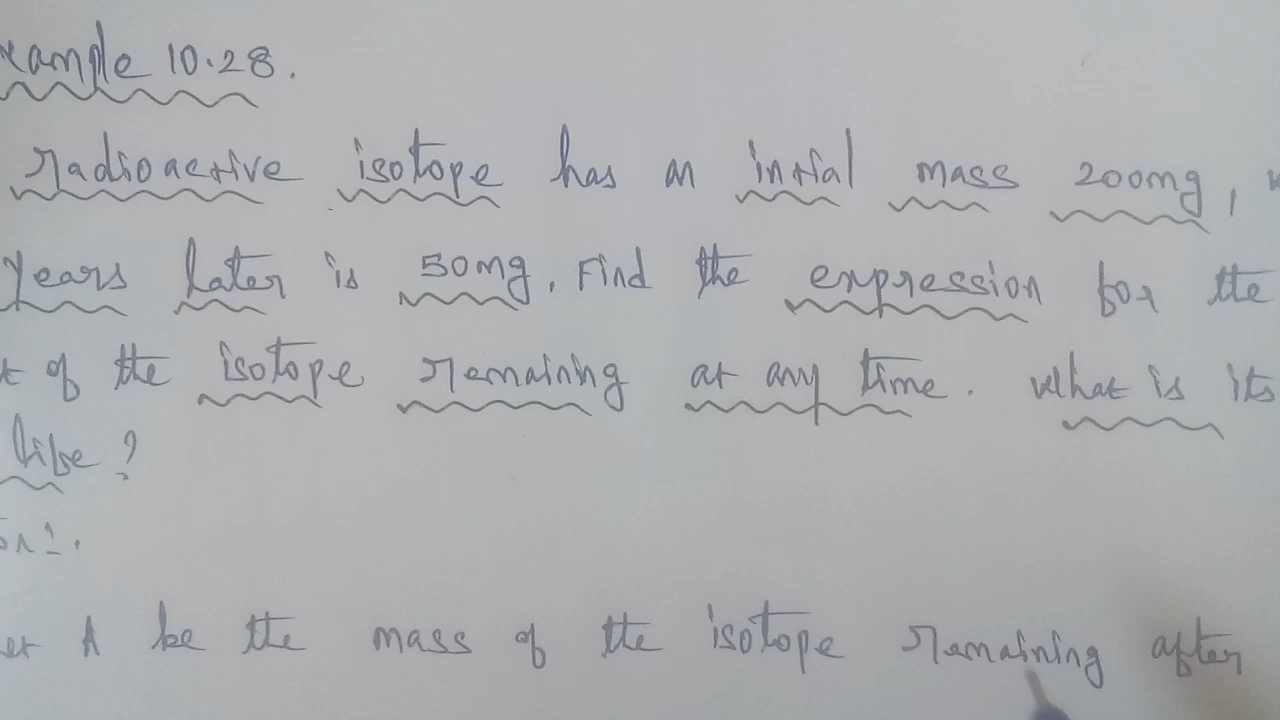 xample 10.28.
radioactive isotope has an intial mass 200mg,
years later is 50mg. Find the expression for the
t of the isotope remaining at any time. What is its
life?
on:.
et A be the mass of the isotope remaining after